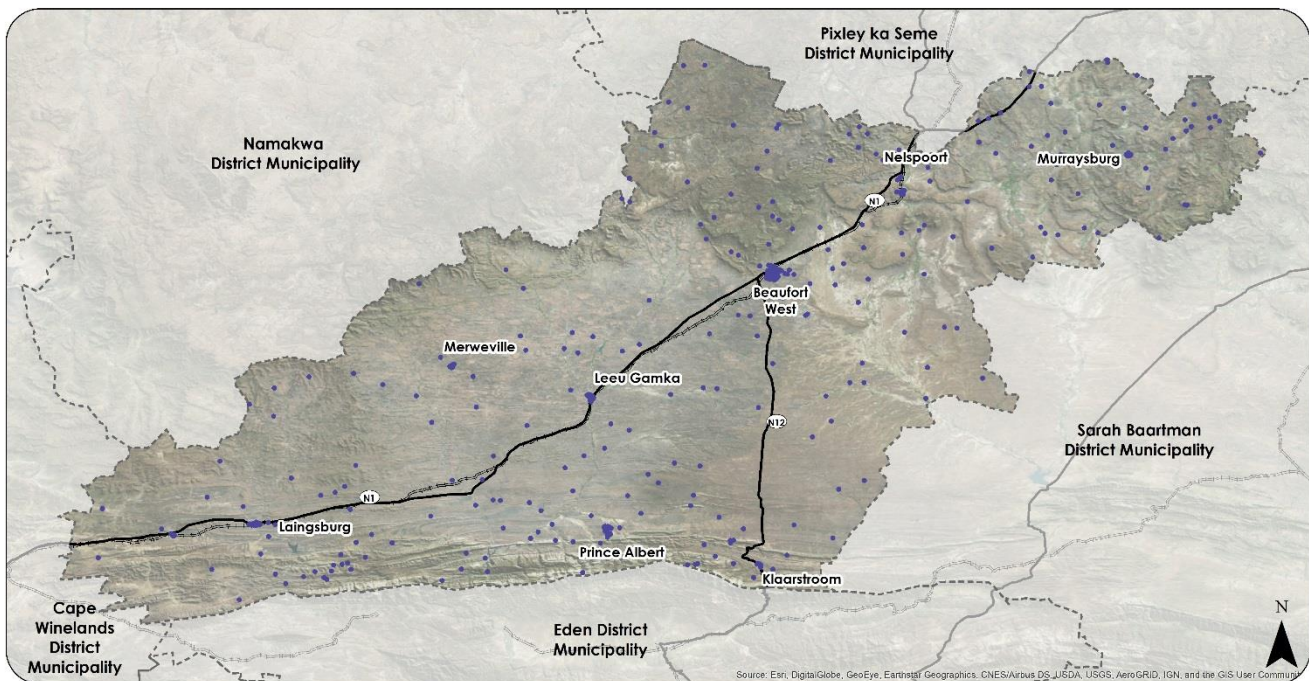 Pixley ka Seme
District Municipality
Namakwa
District Municipality
Nelspoort
Murraysburg
N1
Beaufort
West
Merweville
Leeu Gamka
N12
Sarah Baartman
District Municipality
N1
Laingsburg
Prince Albert
Klaarstroom
Cape
Winelands
District
Municipality
Eden District
Municipality
N
Source: Esri, DigitalGlobe, GeoEye, Earthstar Geographics, CNES/Airbus DS, USDA, USGS, AeroGRID, IGN, and the GIS User Communi